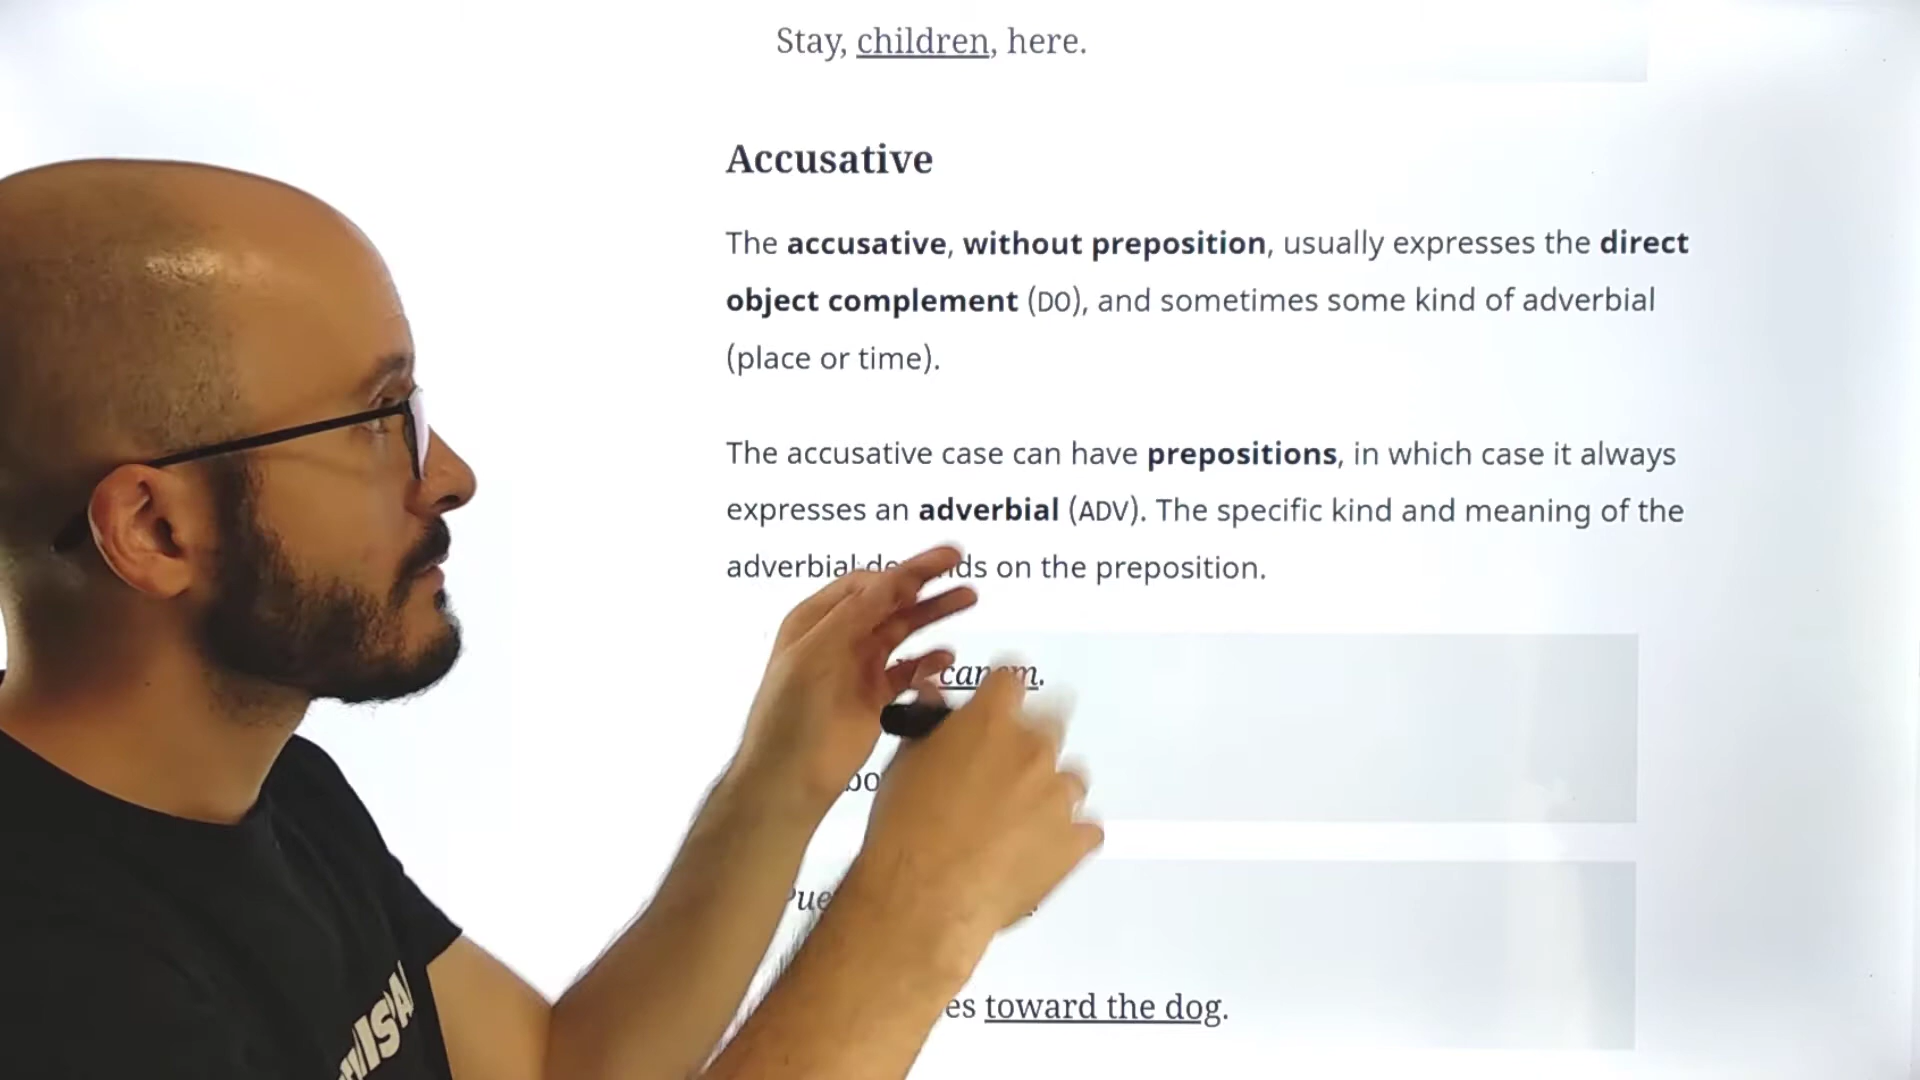 Stay, children, here.
Accusative
The accusative, without preposition, usually expresses the direct
object complement (DO), and sometimes some kind of adverbial
(place or time).
The accusative case can have prepositions, in which case it always
expresses an adverbial (ADV). The specific kind and meaning of the
adverbial on the preposition.
toward the dog.